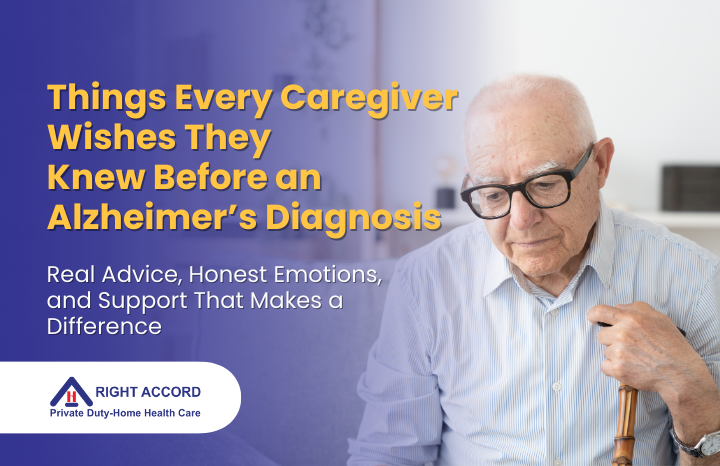 Things Every Caregiver
Wishes They
Knew Before an
Alzheimer’s Diagnosis
Real Advice, Honest Emotions,
and Support That Makes a
Difference
H
RIGHT ACCORD
Private Duty-Home Health Care